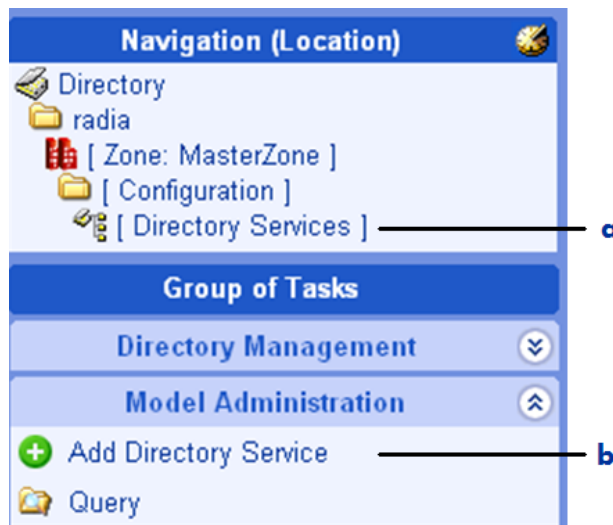 Navigation (Location)
Directory
radia
[ Zone: MasterZone ]
[ Configuration ]
[ Directory Services ]
a
Group of Tasks
Directory Management
Model Administration
Add Directory Service
b
Query